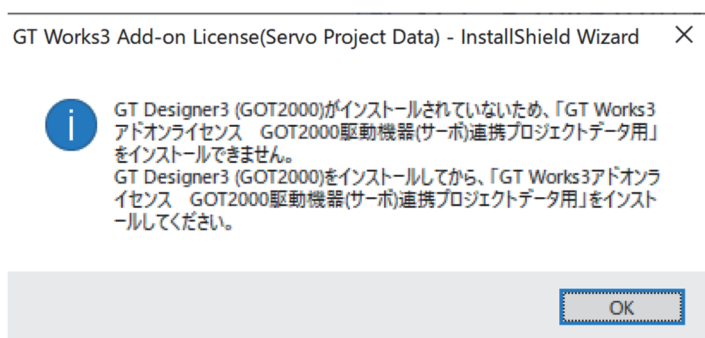 GT Works3 Add-on License(Servo Project Data) - InstallShield Wizard
GT Designer3 (GOT2000)がインストールされていないため、「GT Works3
アドオンライセンス　GOT2000駆動機器(サーボ)連携プロジェクトデータ用」
をインストールできません。
GT Designer3 (GOT2000)をインストールしてから、「GT Works3アドオンラ
イセンス　GOT2000駆動機器(サーボ)連携プロジェクトデータ用」をインスト
ールしてください。
OK